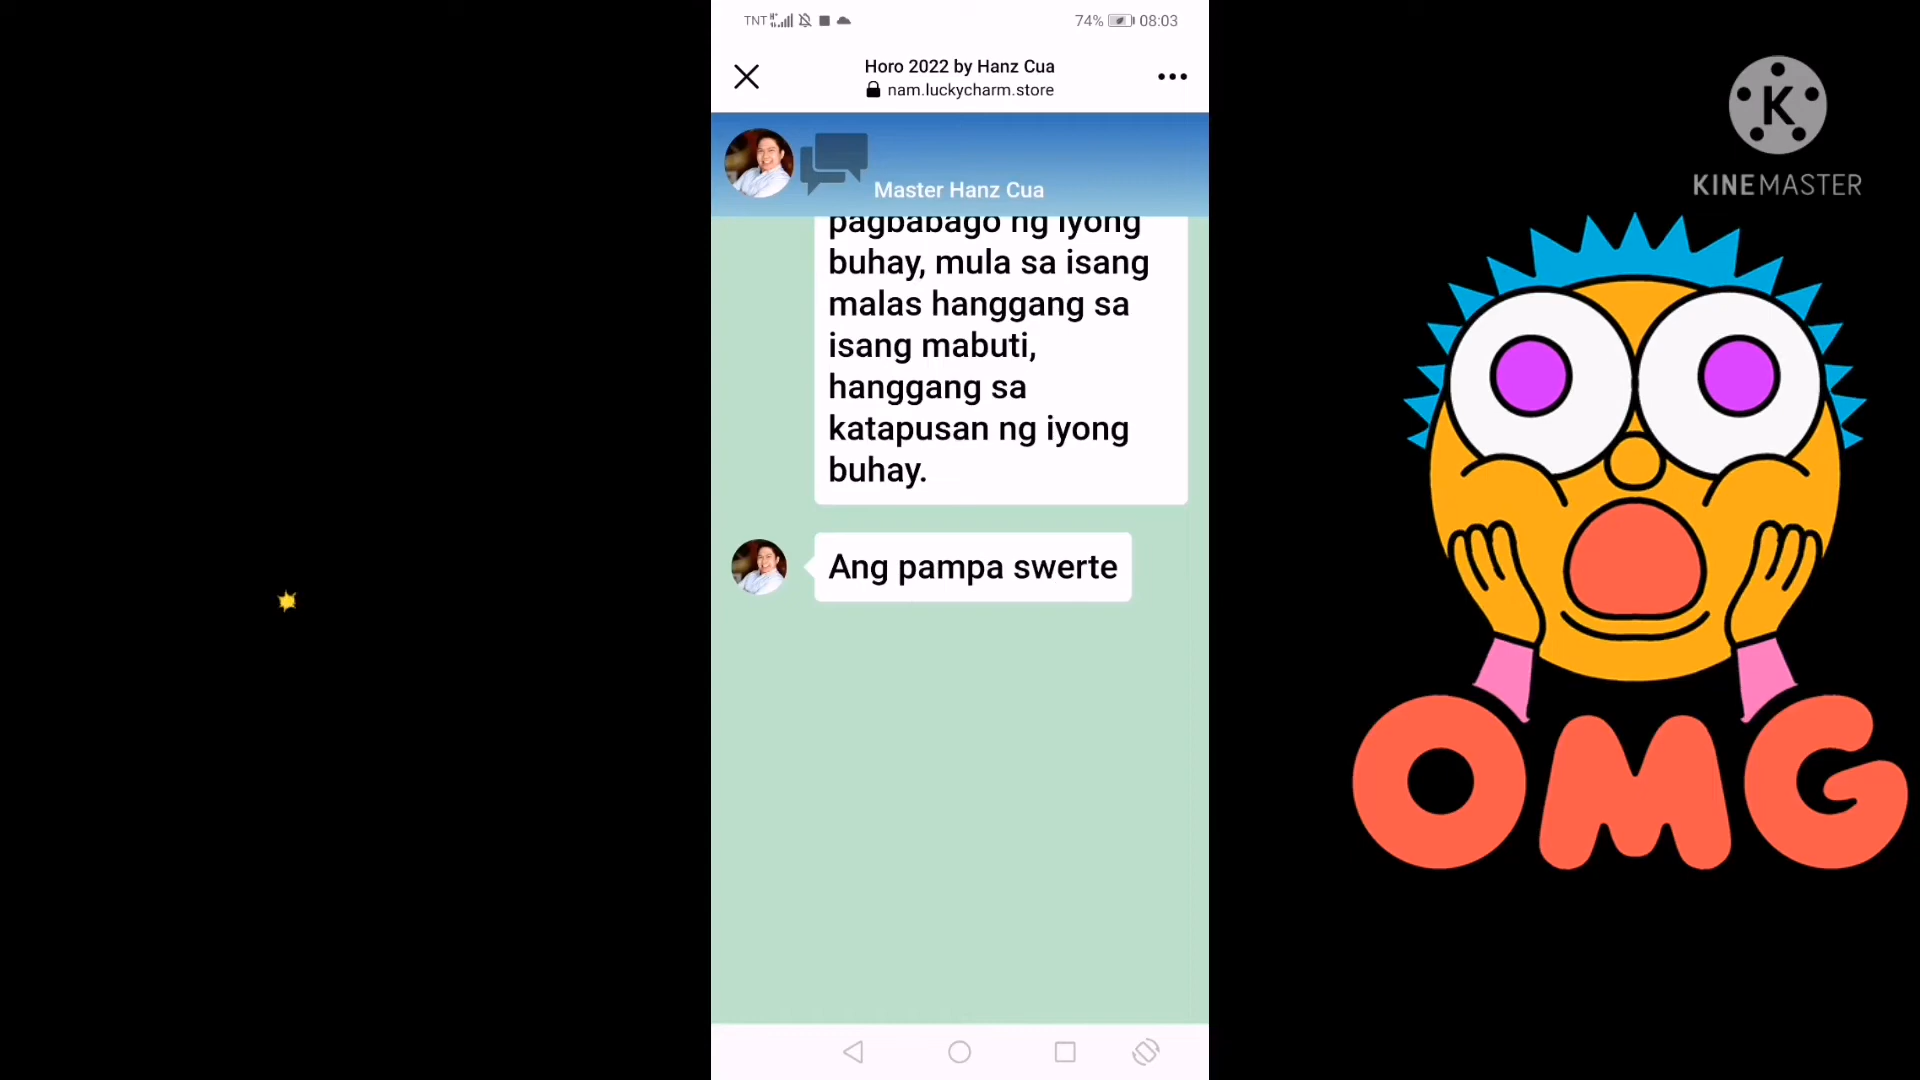 TNT
74%
08:03
Horo 2022 by Hanz Cua
nam.luckycharm.store
Master Hanz Cua
pagbabago ng iyong
buhay, mula sa isang
malas hanggang sa
isang mabuti,
hanggang sa
katapusan ng iyong
buhay.
Ang pampa swerte
K
KINEMASTER
OMG